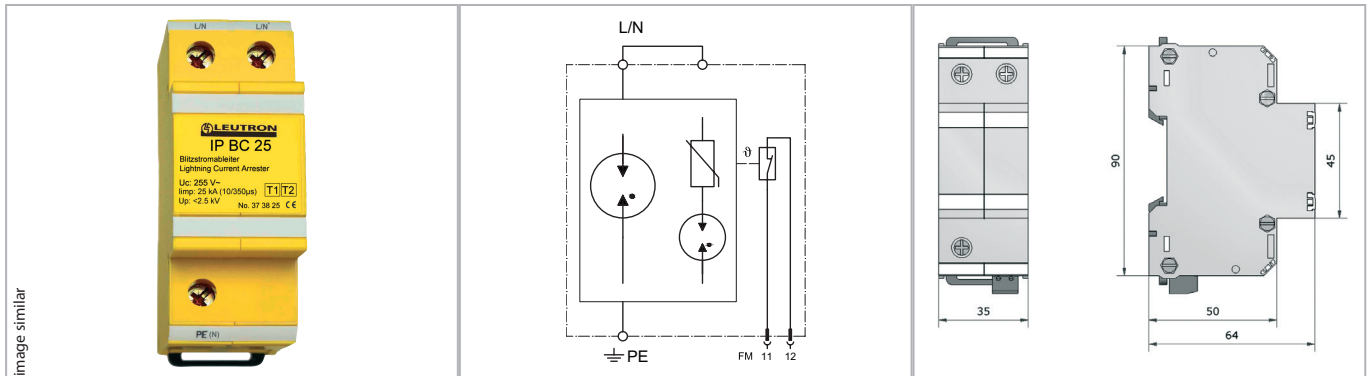 image similar
L/N L/N'
LEUTRON
IP BC 25
Blitzstromableiter
Lightning Current Arrester
Uc: 255 V~
Iimp: 25 kA (10/350µs) T1 T2
Up: <2.5 kV
No. 37 38 25 CE
PE (N)
L/N
ϑ
PE
FM 11 12
35
90
45
50
64